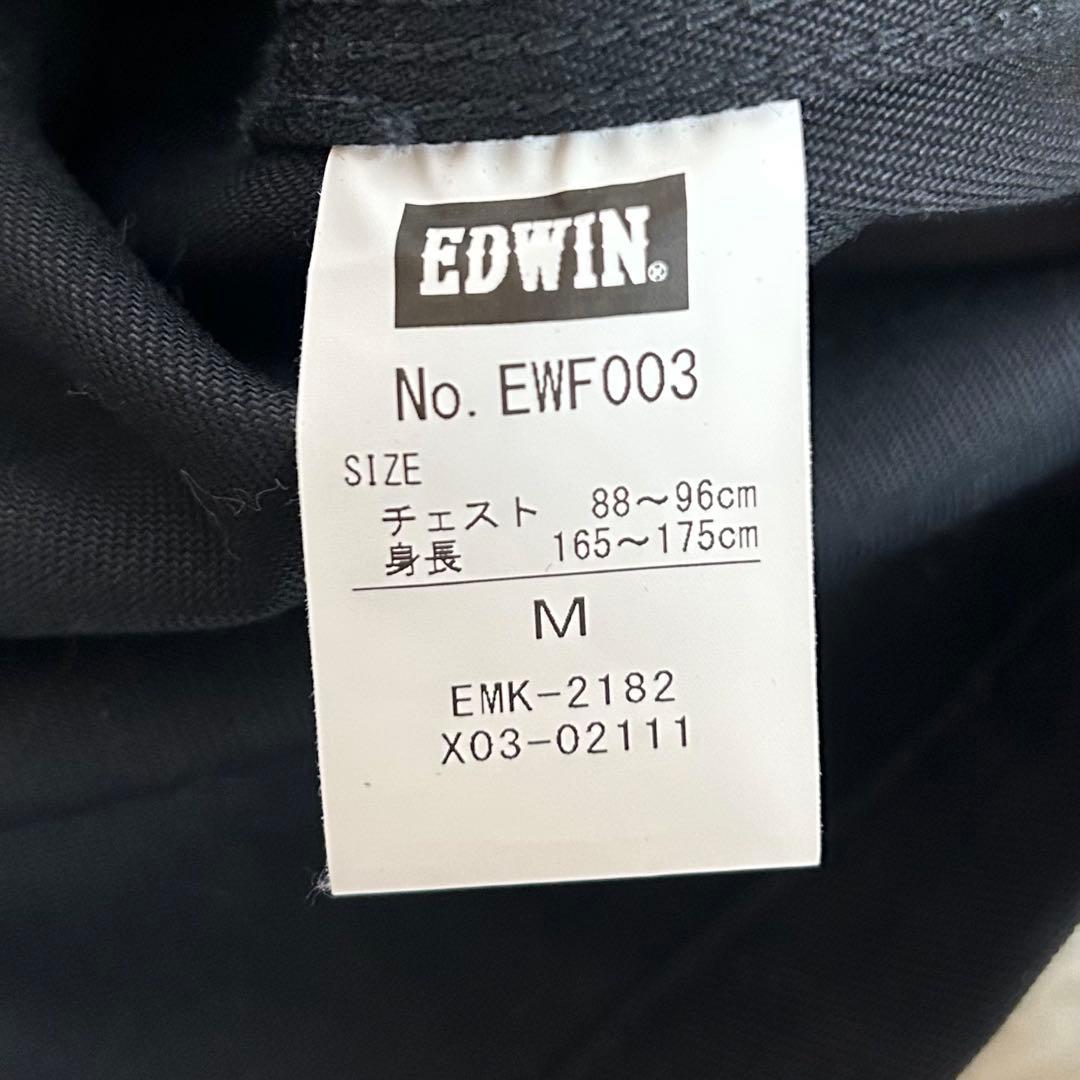 EDWIN®
No. EWF003
SIZE
チェスト 88～96cm
身長 165～175cm
M
EMK-2182
X03-02111